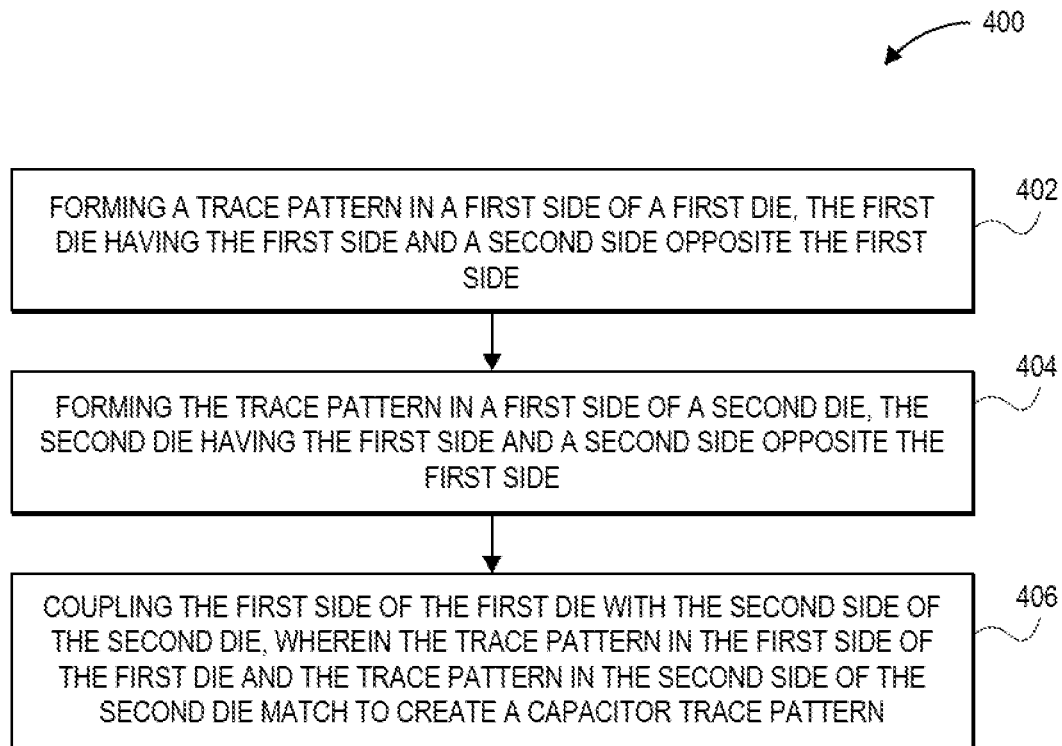 400
FORMING A TRACE PATTERN IN A FIRST SIDE OF A FIRST DIE, THE FIRST
DIE HAVING THE FIRST SIDE AND A SECOND SIDE OPPOSITE THE FIRST
SIDE
402
FORMING THE TRACE PATTERN IN A FIRST SIDE OF A SECOND DIE, THE
SECOND DIE HAVING THE FIRST SIDE AND A SECOND SIDE OPPOSITE THE
FIRST SIDE
404
COUPLING THE FIRST SIDE OF THE FIRST DIE WITH THE SECOND SIDE OF
THE SECOND DIE, WHEREIN THE TRACE PATTERN IN THE FIRST SIDE OF
THE FIRST DIE AND THE TRACE PATTERN IN THE SECOND SIDE OF THE
SECOND DIE MATCH TO CREATE A CAPACITOR TRACE PATTERN
406